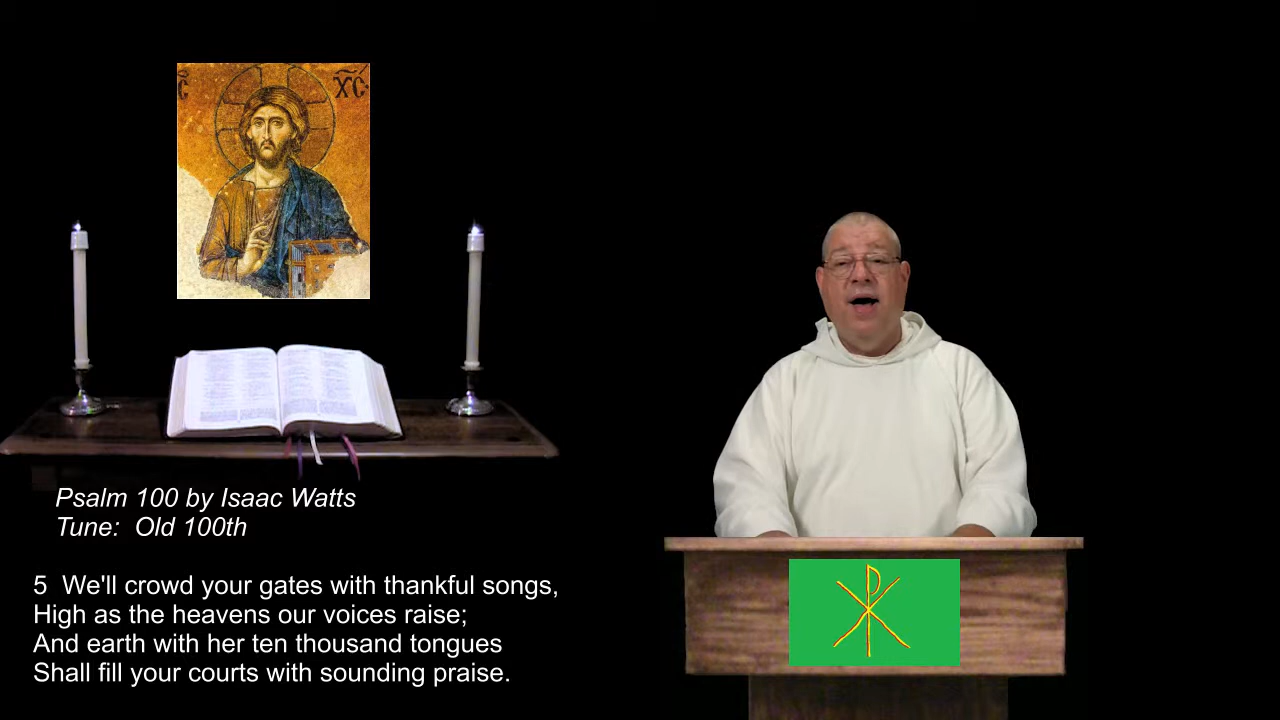 ΧC
Psalm 100 by Isaac Watts
Tune: Old 100th
5 We'll crowd your gates with thankful songs,
High as the heavens our voices raise;
And earth with her ten thousand tongues
Shall fill your courts with sounding praise.